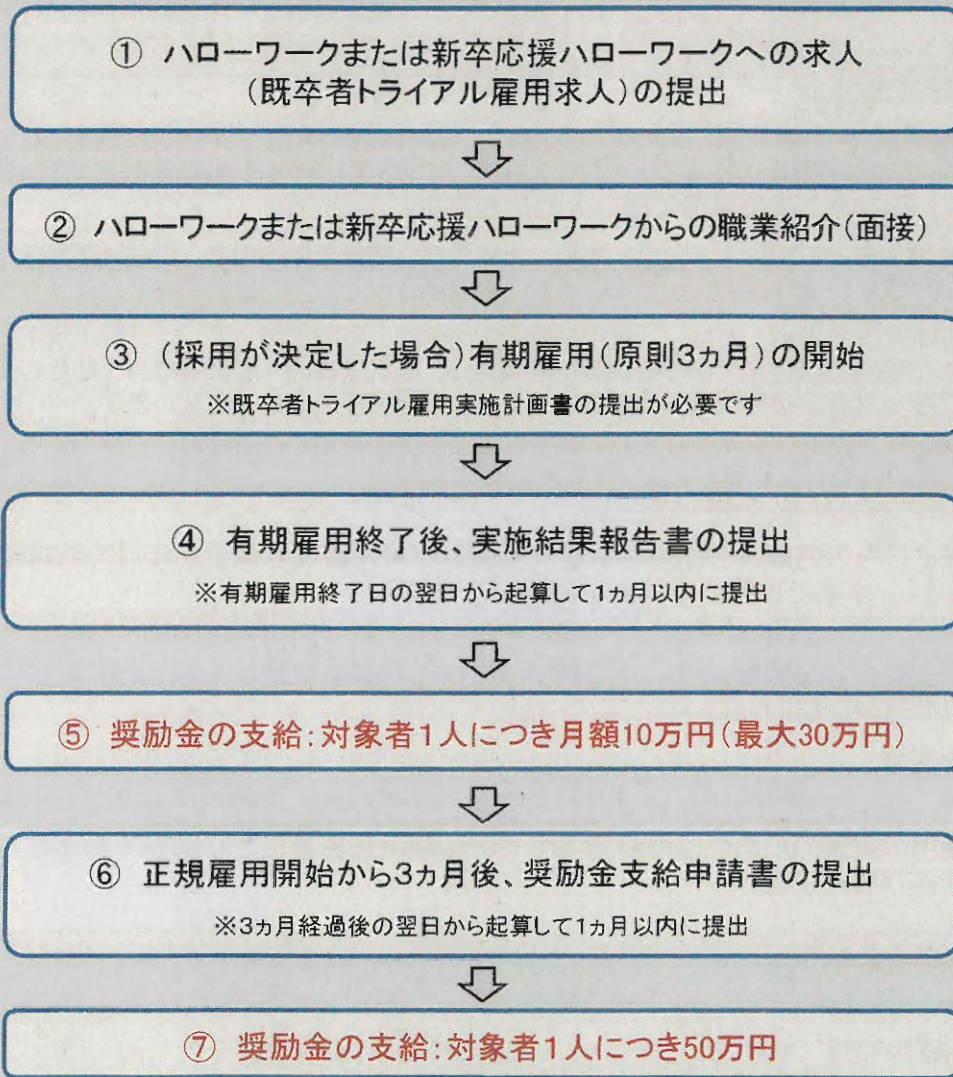 ① ハローワークまたは新卒応援ハローワークへの求人
(既卒者トライアル雇用求人)の提出
② ハローワークまたは新卒応援ハローワークからの職業紹介(面接)
③ (採用が決定した場合)有期雇用(原則3ヵ月)の開始
※既卒者トライアル雇用実施計画書の提出が必要です
④ 有期雇用終了後、実施結果報告書の提出
※有期雇用終了日の翌日から起算して1ヵ月以内に提出
⑤ 奨励金の支給:対象者1人につき月額10万円(最大30万円)
⑥ 正規雇用開始から3ヵ月後、奨励金支給申請書の提出
※3ヵ月経過後の翌日から起算して1ヵ月以内に提出
⑦ 奨励金の支給:対象者1人につき50万円